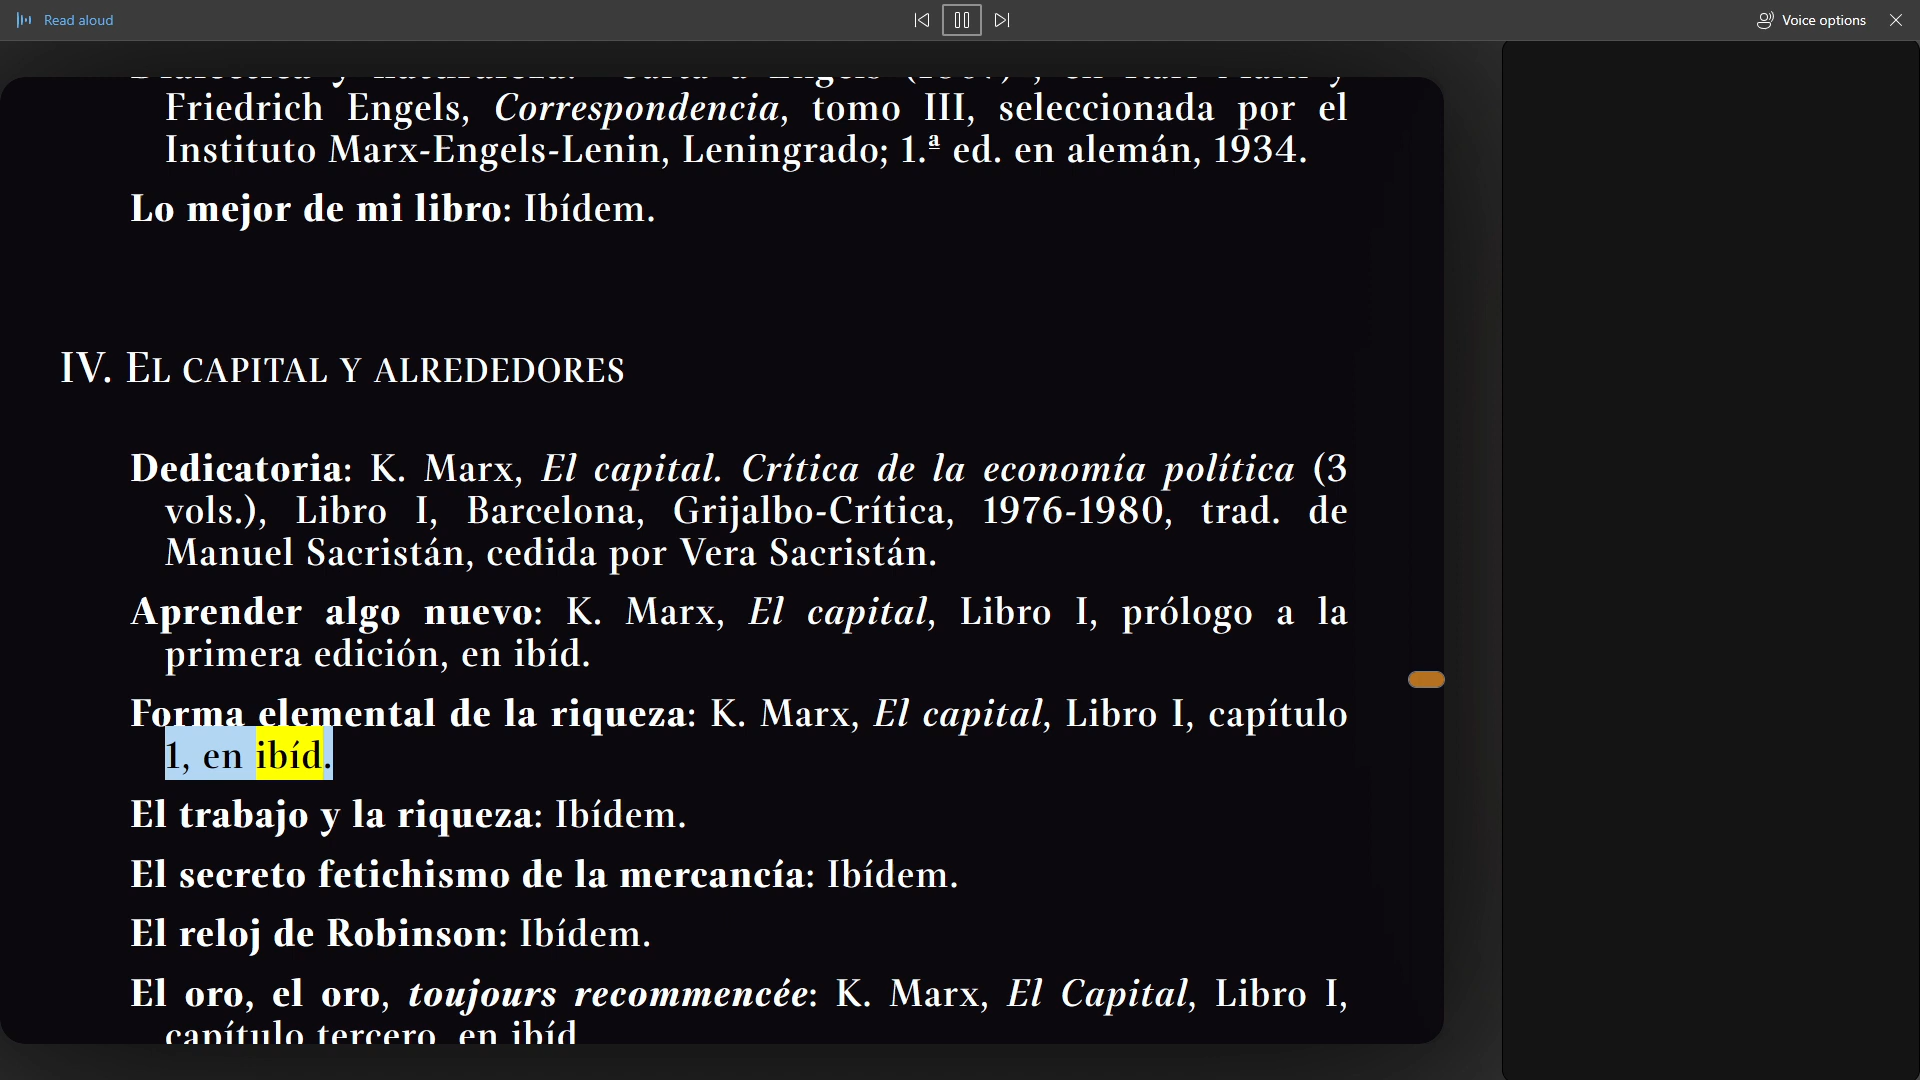 Read aloud
Voice options
Friedrich Engels, Correspondencia, tomo III, seleccionada por el
Instituto Marx-Engels-Lenin, Leningrado; 1.ª ed. en alemán, 1934.
Lo mejor de mi libro: Ibídem.
IV. EL CAPITAL Y ALREDEDORES
Dedicatoria: K. Marx, El capital. Crítica de la economía política (3
vols.), Libro I, Barcelona, Grijalbo-Crítica, 1976-1980, trad. de
Manuel Sacristán, cedida por Vera Sacristán.
Aprender algo nuevo: K. Marx, El capital, Libro I, prólogo a la
primera edición, en ibíd.
Forma elemental de la riqueza: K. Marx, El capital, Libro I, capítulo
1, en ibíd.
El trabajo y la riqueza: Ibídem.
El secreto fetichismo de la mercancía: Ibídem.
El reloj de Robinson: Ibídem.
El oro, el oro, toujours recommencée: K. Marx, El Capital, Libro I,
capítulo tercero, en ibíd